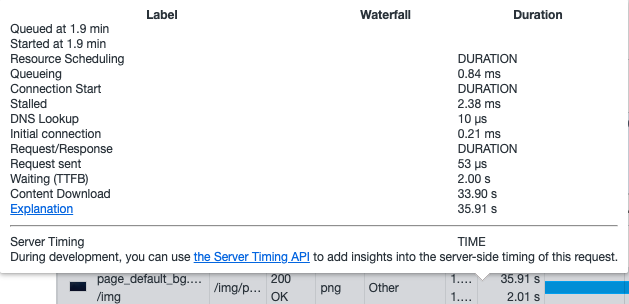 Label Waterfall Duration
Queued at 1.9 min
Started at 1.9 min
Resource Scheduling DURATION
Queueing 0.84 ms
Connection Start DURATION
Stalled 2.38 ms
DNS Lookup 10 μs
Initial connection 0.21 ms
Request/Response DURATION
Request sent 53 μs
Waiting (TTFB) 2.00 s
Content Download 33.90 s
Explanation 35.91 s
Server Timing TIME
During development, you can use the Server Timing API to add insights into the server-side timing of this request.
page_default_bg.... 200 1.... 35.91 s
/img/p... png Other
/img OK 1.... 2.01 s